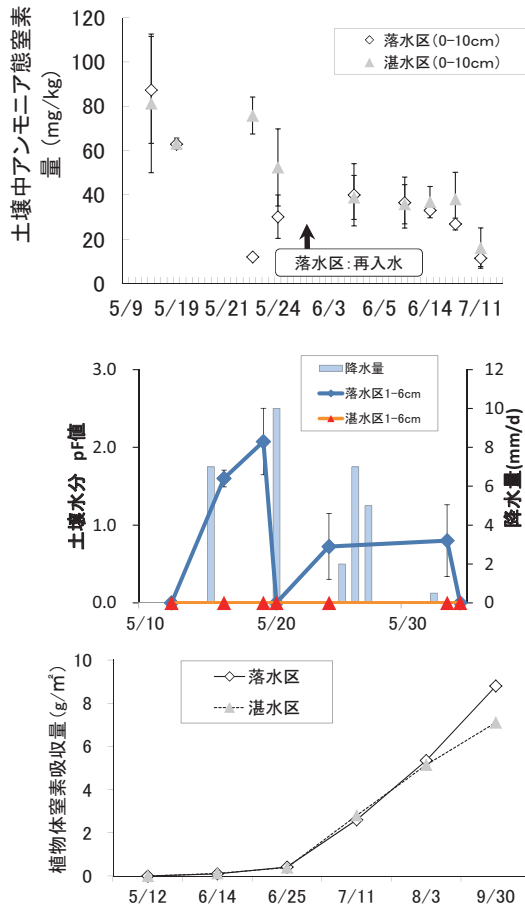 土壌中アンモニア態窒素
量 (mg/kg)
120
100
80
60
40
20
0
落水区(0-10cm)
湛水区(0-10cm)
落水区:再入水
5/9 5/19 5/21 5/24 6/3 6/5 6/14 7/11
土壌水分 pF値
3.0
2.0
1.0
0.0
降水量
落水区1-6cm
湛水区1-6cm
12
10
8
6
4
2
0
降水量(mm/d)
5/10 5/20 5/30
植物体窒素吸収量(g/㎡)
10
8
6
4
2
0
落水区
湛水区
5/12 6/14 6/25 7/11 8/3 9/30